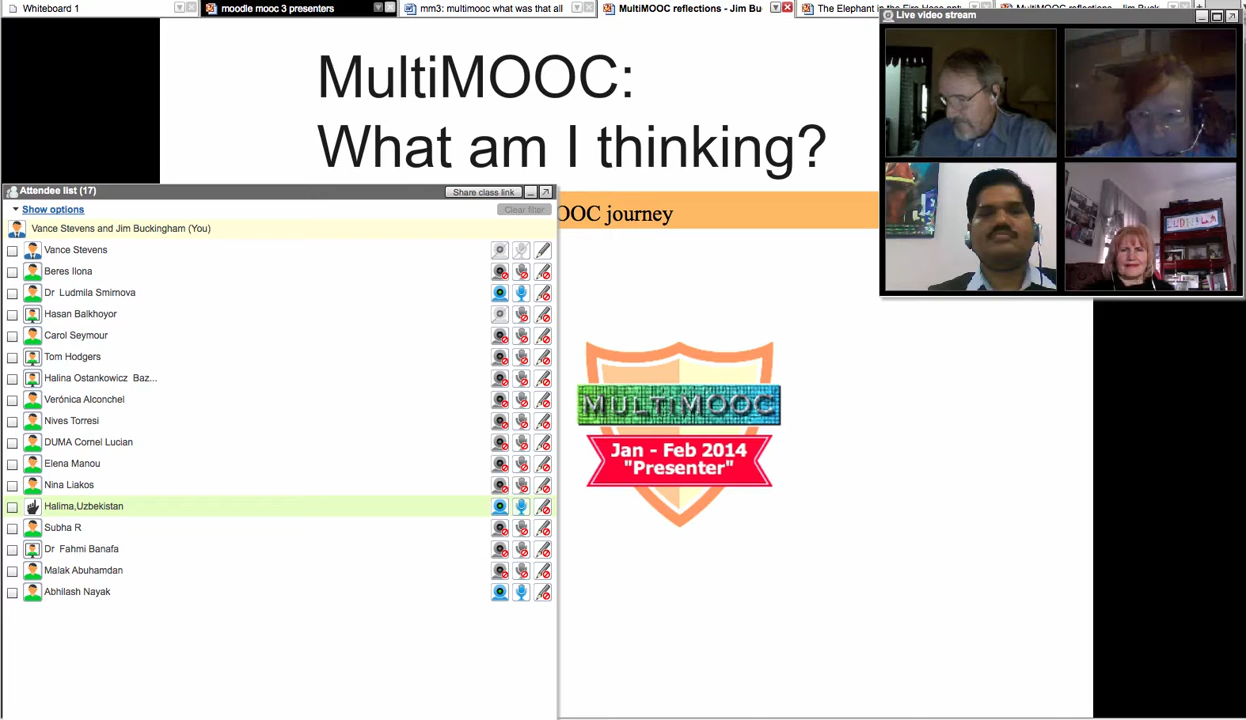 Whiteboard 1
moodle mooc 3 presenters
mm3: multimooc what was that all
MultiMOOC reflections - Jim Bu
MultiMOOC:
What am I thinking?
OOC journey
Live video stream
Attendee list (17)
Share class link
Show options
Clear filter
Vance Stevens and Jim Buckingham (You)
Vance Stevens
Beres Ilona
Dr Ludmila Smirnova
Hasan Balkhoyor
Carol Seymour
Tom Hodgers
Halina Ostankowicz Baz...
Verónica Alconchel
Nives Torresi
DUMA Cornel Lucian
Elena Manou
Nina Liakos
Halima,Uzbekistan
Subha R
Dr Fahmi Banafa
Malak Abuhamdan
Abhilash Nayak
MULTIMOOC
Jan - Feb 2014
"Presenter"